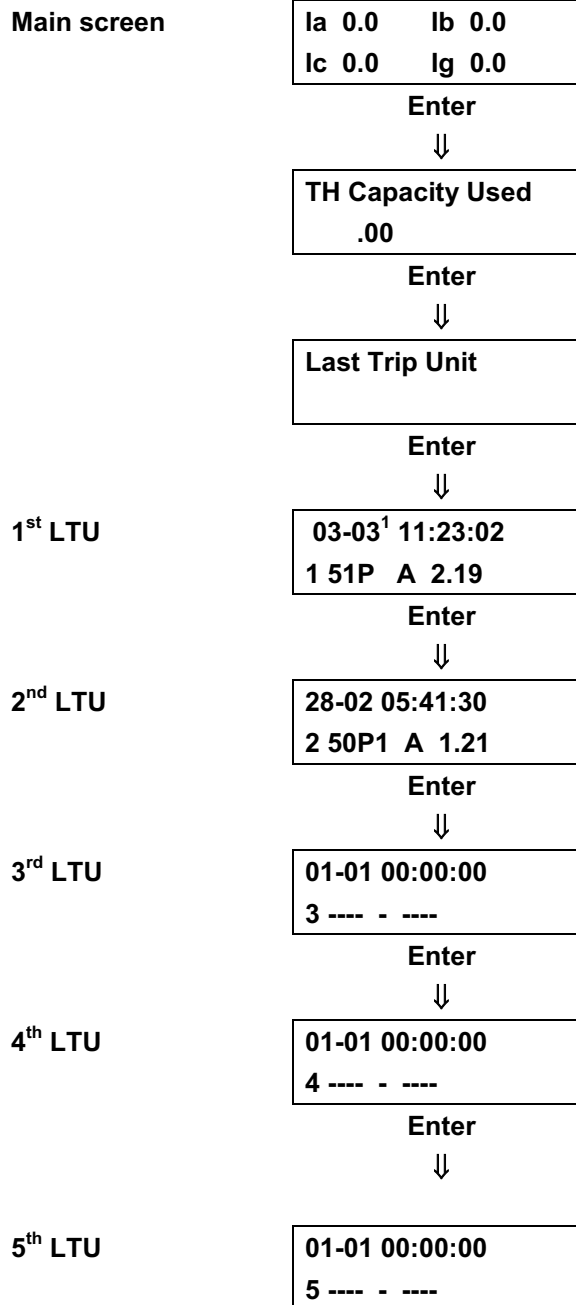 Main screen
Ia 0.0 Ib 0.0
Ic 0.0 Ig 0.0
Enter
⇓
TH Capacity Used
.00
Enter
⇓
Last Trip Unit
Enter
⇓
1st LTU
03-03¹ 11:23:02
1 51P A 2.19
Enter
⇓
2nd LTU
28-02 05:41:30
2 50P1 A 1.21
Enter
⇓
3rd LTU
01-01 00:00:00
3 ---- - ----
Enter
⇓
4th LTU
01-01 00:00:00
4 ---- - ----
Enter
⇓
5th LTU
01-01 00:00:00
5 ---- - ----